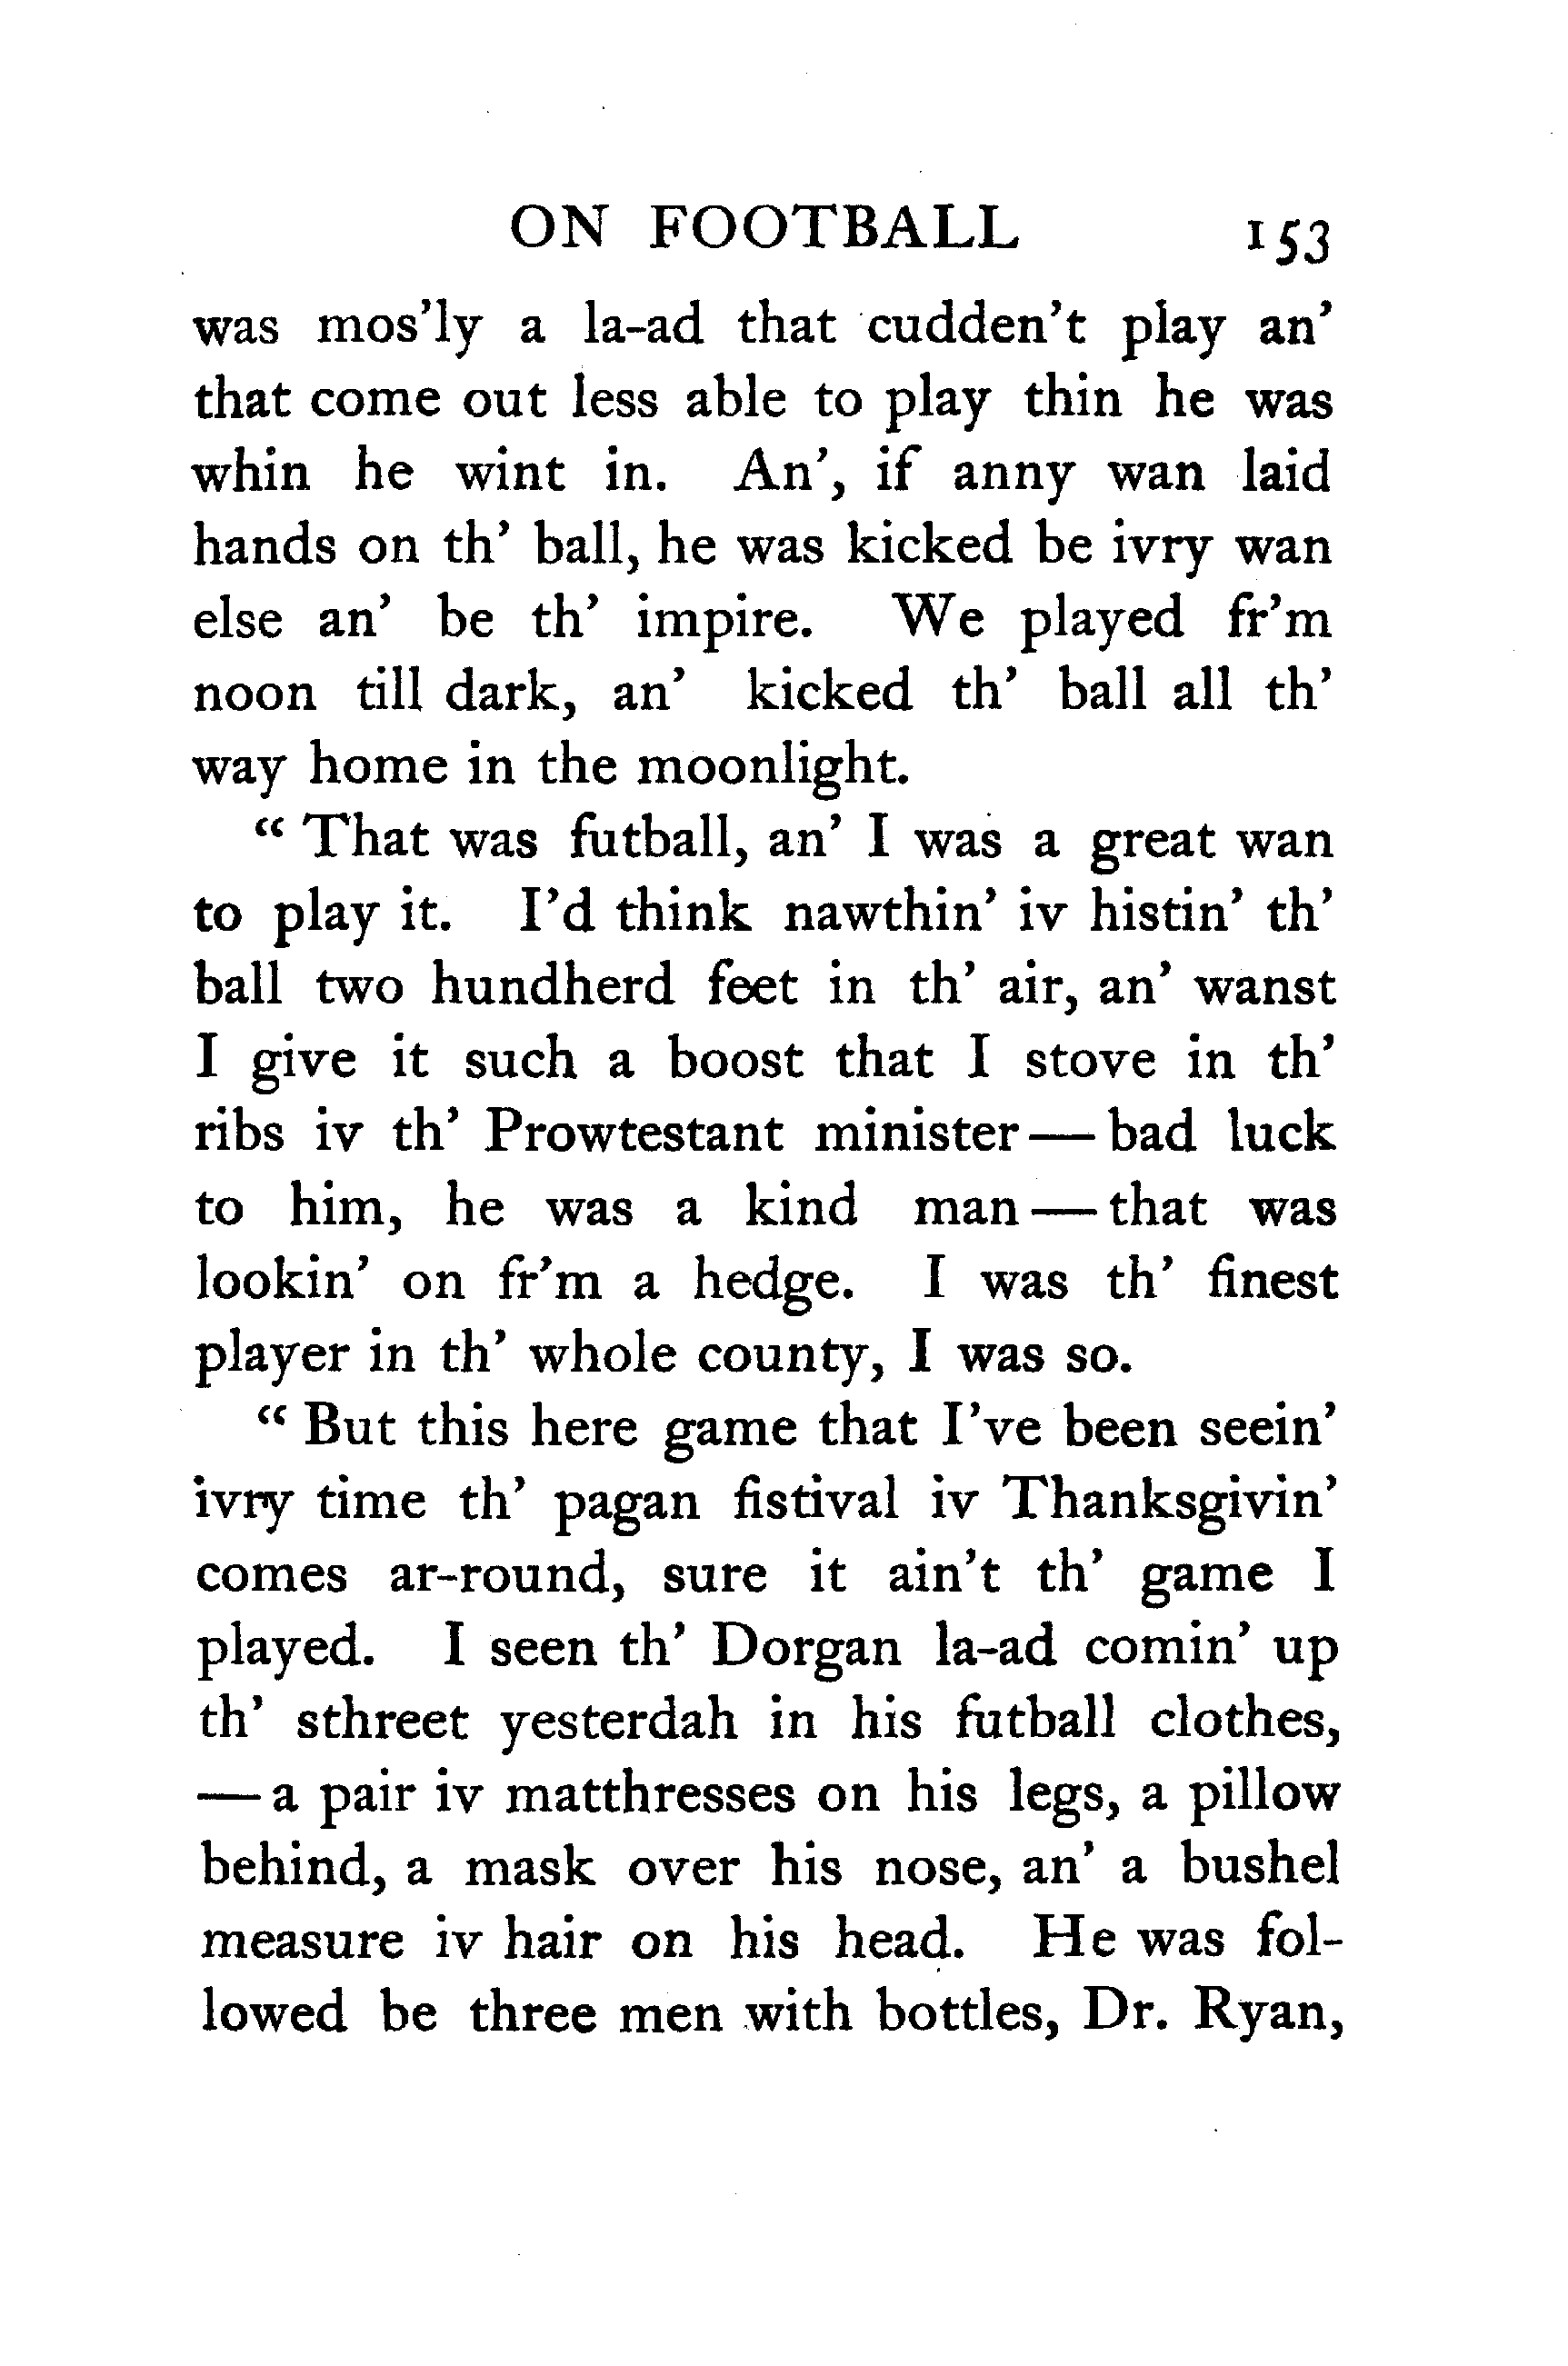 ON FOOTBALL 153
was mos'ly a la-ad that cudden't play an'
that come out less able to play thin he was
whin he wint in. An', if anny wan laid
hands on th' ball, he was kicked be ivry wan
else an' be th' impire. We played fr'm
noon till dark, an' kicked th' ball all th'
way home in the moonlight.
“ That was futball, an' I was a great wan
to play it. I'd think nawthin' iv histin' th'
ball two hundherd feet in th' air, an' wanst
I give it such a boost that I stove in th'
ribs iv th' Prowtestant minister — bad luck
to him, he was a kind man — that was
lookin' on fr'm a hedge. I was th' finest
player in th' whole county, I was so.
“ But this here game that I've been seein'
ivry time th' pagan fistival iv Thanksgivin'
comes ar-round, sure it ain't th' game I
played. I seen th' Dorgan la-ad comin' up
th' sthreet yesterdah in his futball clothes,
— a pair iv matthresses on his legs, a pillow
behind, a mask over his nose, an' a bushel
measure iv hair on his head. He was fol-
lowed be three men with bottles, Dr. Ryan,